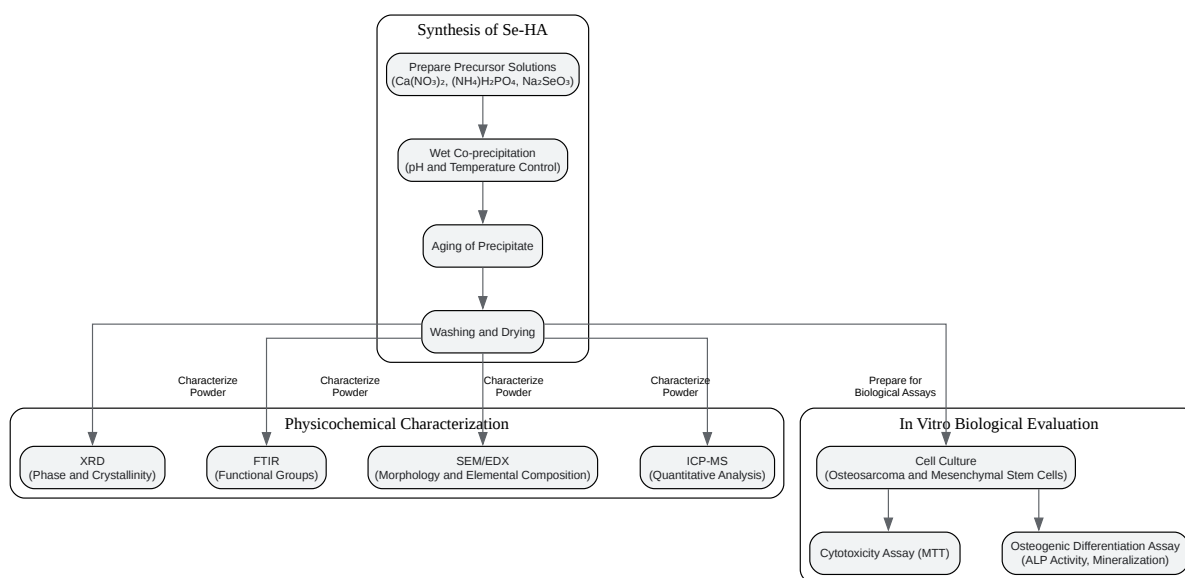 Synthesis of Se-HA
Prepare Precursor Solutions
(Ca(NO₃)₂, (NH₄)H₂PO₄, Na₂SeO₃)
Wet Co-precipitation
(pH and Temperature Control)
Aging of Precipitate
Washing and Drying
Characterize
Powder
Characterize
Powder
Characterize
Powder
Characterize
Powder
Prepare for
Biological Assays
Physicochemical Characterization
XRD
(Phase and Crystallinity)
FTIR
(Functional Groups)
SEM/EDX
(Morphology and Elemental Composition)
ICP-MS
(Quantitative Analysis)
In Vitro Biological Evaluation
Cell Culture
(Osteosarcoma and Mesenchymal Stem Cells)
Cytotoxicity Assay (MTT)
Osteogenic Differentiation Assay
(ALP Activity, Mineralization)